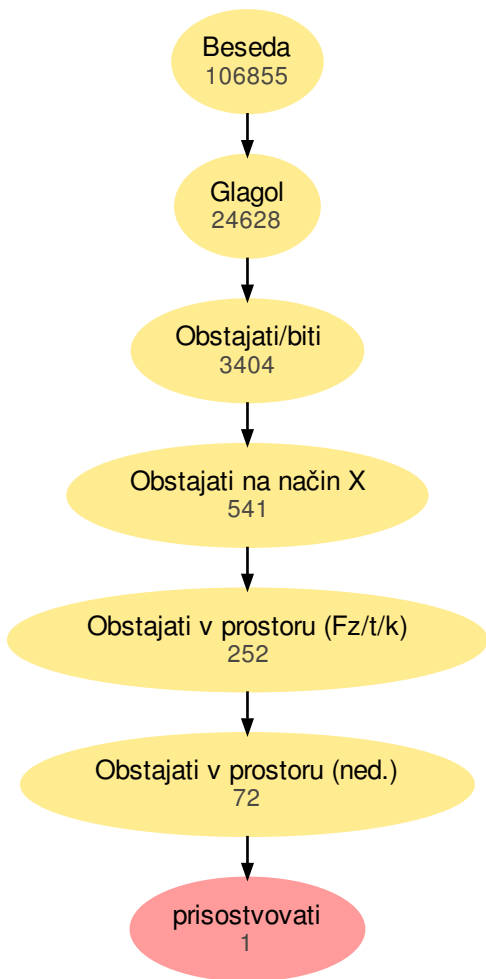 Beseda
106855
Glagol
24628
Obstajati/biti
3404
Obstajati na način X
541
Obstajati v prostoru (Fz/t/k)
252
Obstajati v prostoru (ned.)
72
prisostvovati
1